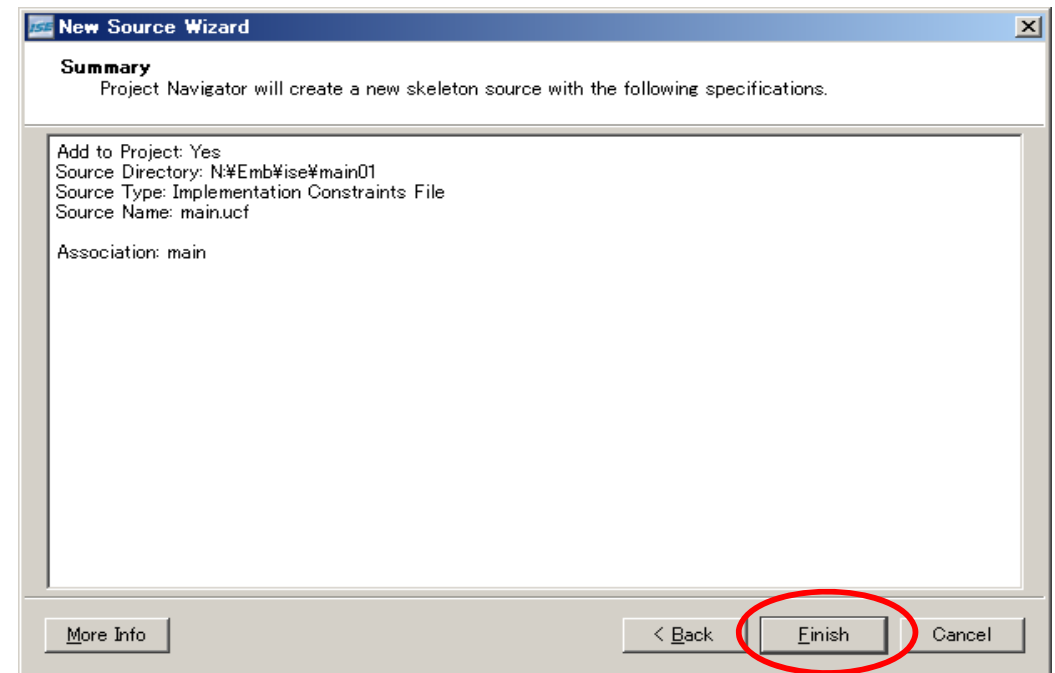 ISE New Source Wizard
Summary
Project Navigator will create a new skeleton source with the following specifications.
Add to Project: Yes
Source Directory: N:¥Emb¥ise¥main01
Source Type: Implementation Constraints File
Source Name: main.ucf
Association: main
More Info < Back Finish Cancel